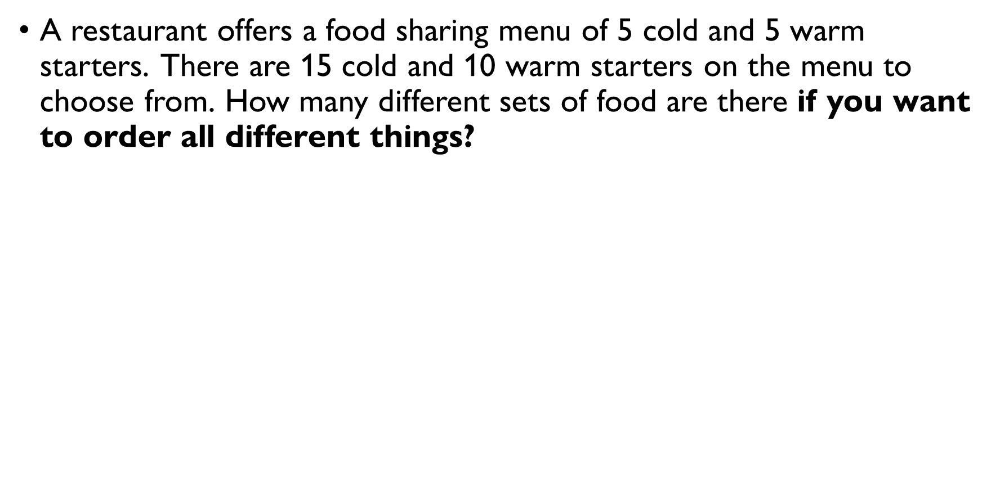 • A restaurant offers a food sharing menu of 5 cold and 5 warm
starters. There are 15 cold and 10 warm starters on the menu to
choose from. How many different sets of food are there if you want
to order all different things?